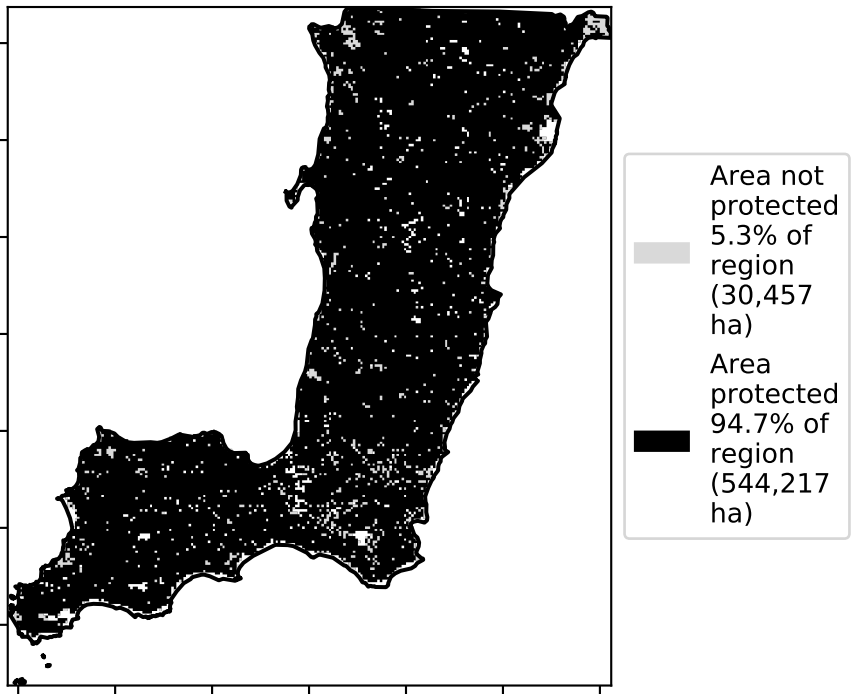 Area not
protected
5.3% of
region
(30,457
ha)
Area
protected
94.7% of
region
(544,217
ha)